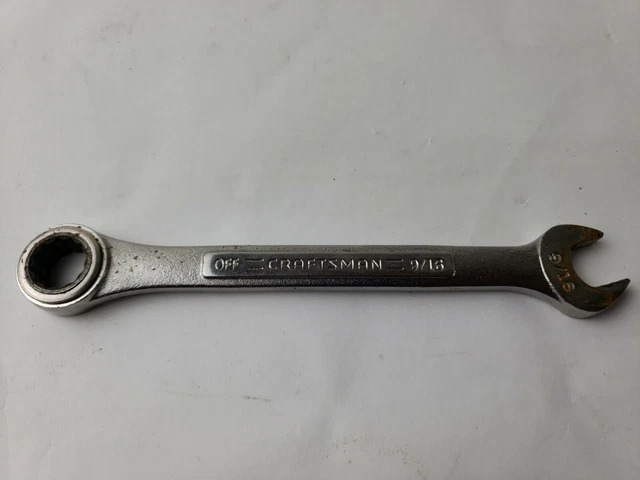 OFF = CRAFTSMAN = 9/16
9/16